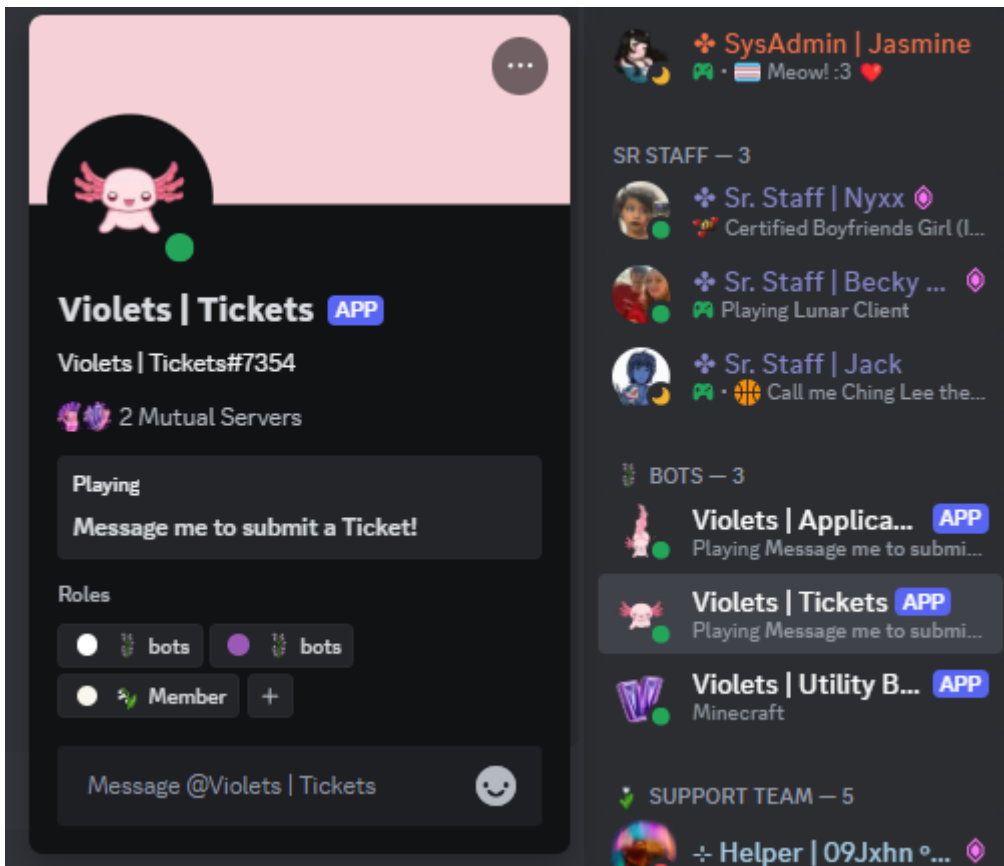 Violets | Tickets APP
Violets | Tickets#7354
2 Mutual Servers
Playing
Message me to submit a Ticket!
Roles
bots
bots
Member
+
Message @Violets | Tickets
SysAdmin | Jasmine
Meow! :3
SR STAFF — 3
Sr. Staff | Nyxx
Certified Boyfriends Girl (I...
Sr. Staff | Becky ...
Playing Lunar Client
Sr. Staff | Jack
Call me Ching Lee the...
BOTS — 3
Violets | Applica... APP
Playing Message me to submi...
Violets | Tickets APP
Playing Message me to submi...
Violets | Utility B... APP
Minecraft
SUPPORT TEAM — 5
Helper | 09Jxhn º...